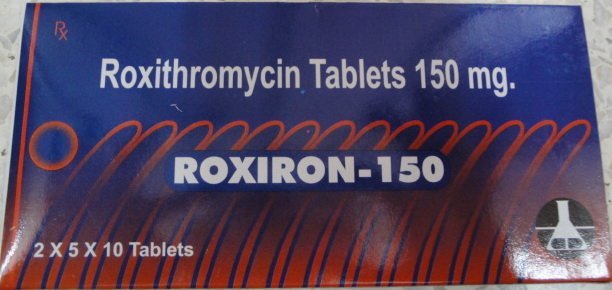 Rx
Roxithromycin Tablets 150 mg.
ROXIRON-150
2 X 5 X 10 Tablets